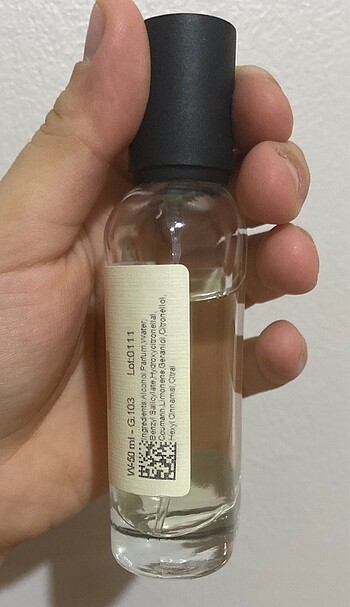 W-50 ml - G.103 Lot:0111
Ingredients:Alcohol,Parfum,Water,
Benzyl Salicylate,Hydroxycitronellal,
Coumarin,Limonene,Geraniol,Citronellol,
Hexyl Cinnamal,Citral